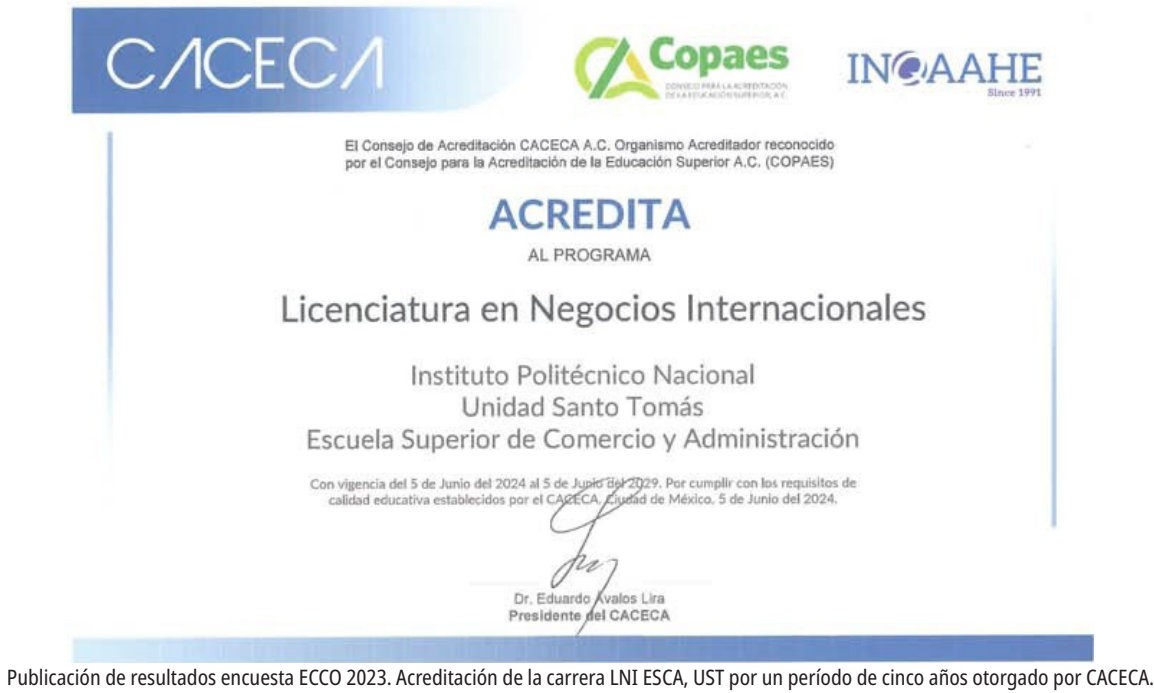 CACECA
Copaes
CONSEJO PARA LA ACREDITACIÓN
DE LA EDUCACIÓN SUPERIOR, A.C.
INQAAHE
Since 1991
El Consejo de Acreditación CACECA A.C. Organismo Acreditador reconocido
por el Consejo para la Acreditación de la Educación Superior A.C. (COPAES)
ACREDITA
AL PROGRAMA
Licenciatura en Negocios Internacionales
Instituto Politécnico Nacional
Unidad Santo Tomás
Escuela Superior de Comercio y Administración
Con vigencia del 5 de Junio del 2024 al 5 de Junio del 2029. Por cumplir con los requisitos de
calidad educativa establecidos por el CACECA. Ciudad de México, 5 de Junio del 2024.
Dr. Eduardo Ávalos Lira
Presidente del CACECA
Publicación de resultados encuesta ECCO 2023. Acreditación de la carrera LNI ESCA, UST por un período de cinco años otorgado por CACECA.